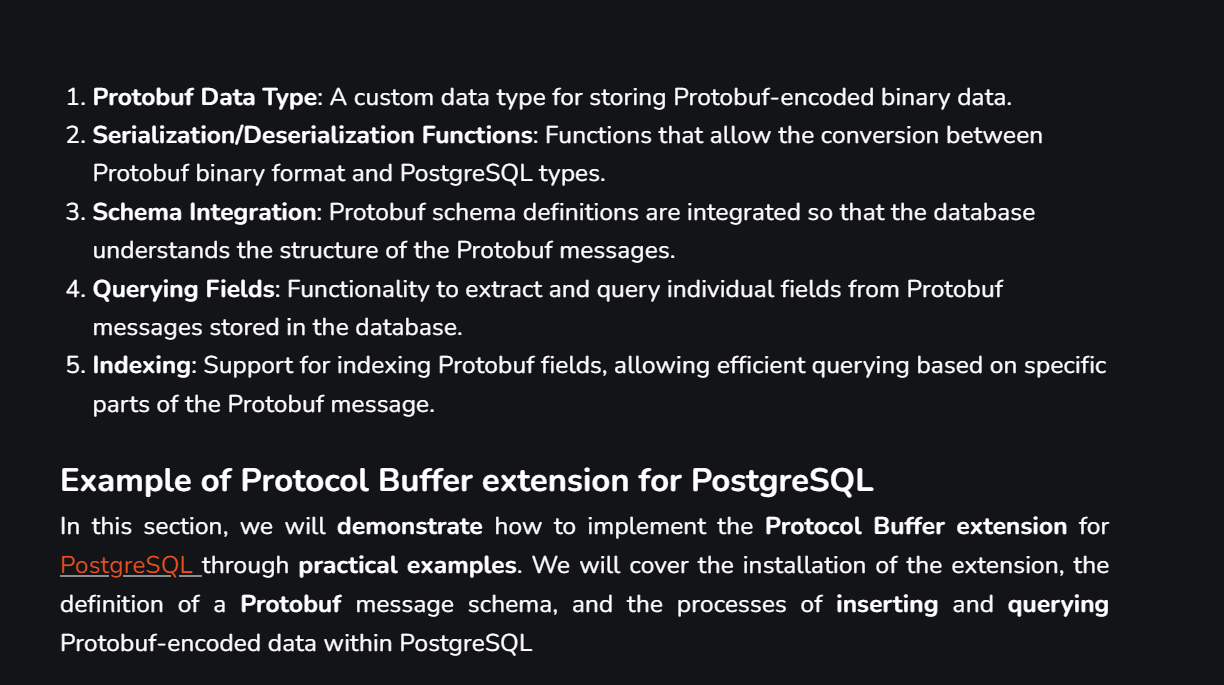 1. Protobuf Data Type: A custom data type for storing Protobuf-encoded binary data.
2. Serialization/Deserialization Functions: Functions that allow the conversion between
Protobuf binary format and PostgreSQL types.
3. Schema Integration: Protobuf schema definitions are integrated so that the database
understands the structure of the Protobuf messages.
4. Querying Fields: Functionality to extract and query individual fields from Protobuf
messages stored in the database.
5. Indexing: Support for indexing Protobuf fields, allowing efficient querying based on specific
parts of the Protobuf message.
Example of Protocol Buffer extension for PostgreSQL
In this section, we will demonstrate how to implement the Protocol Buffer extension for
PostgreSQL through practical examples. We will cover the installation of the extension, the
definition of a Protobuf message schema, and the processes of inserting and querying
Protobuf-encoded data within PostgreSQL